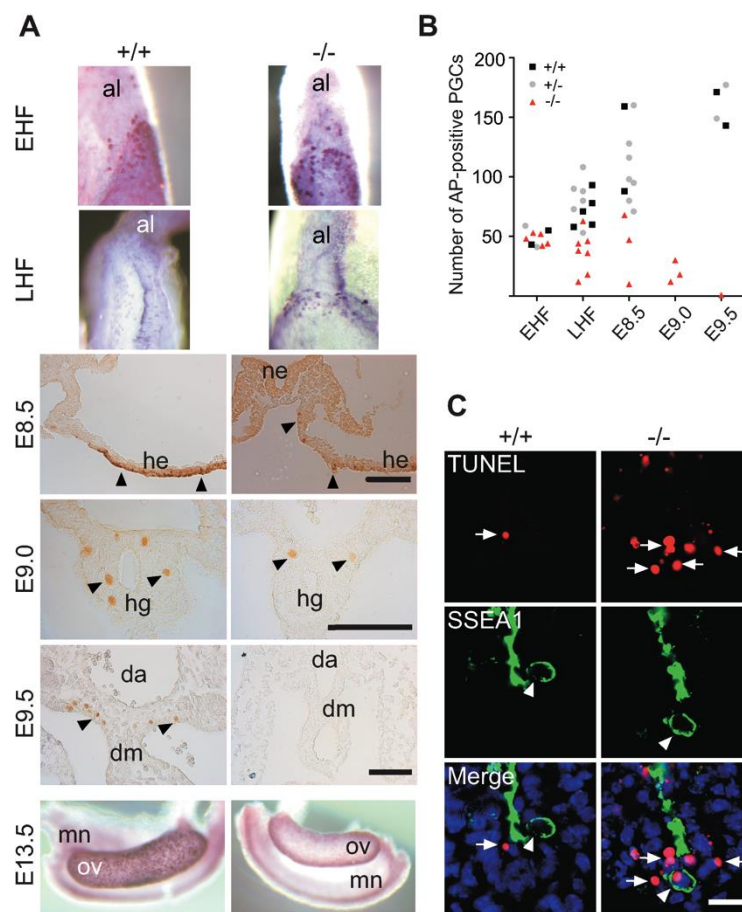 A
+/+
-/-
EHF
al
al
LHF
al
al
E8.5
he
ne
he
E9.0
hg
hg
E9.5
da
dm
da
dm
E13.5
mn
ov
ov
mn
B
Number of AP-positive PGCs
200
150
100
50
+/+
+/-
-/-
EHF
LHF
E8.5
E9.0
E9.5
C
+/+
-/-
TUNEL
SSEA1
Merge